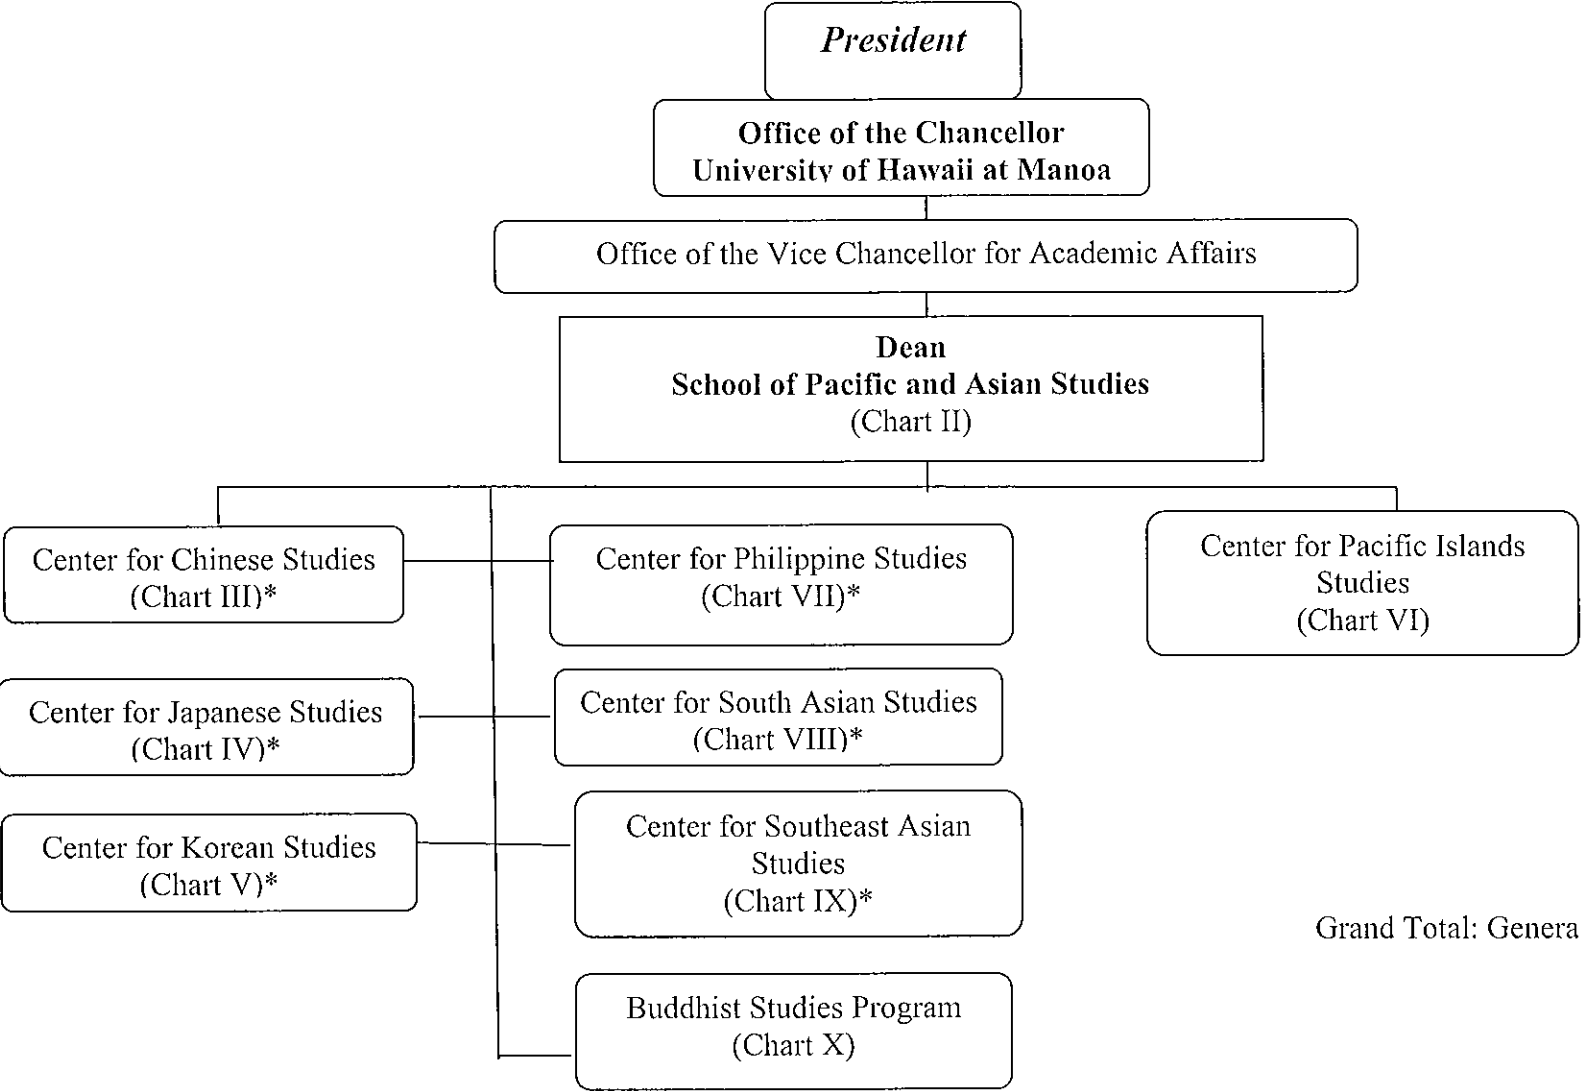 President
Office of the Chancellor
University of Hawaii at Manoa
Office of the Vice Chancellor for Academic Affairs
Dean
School of Pacific and Asian Studies
(Chart II)
Center for Chinese Studies
(Chart III)*
Center for Philippine Studies
(Chart VII)*
Center for Pacific Islands
Studies
(Chart VI)
Center for Japanese Studies
(Chart IV)*
Center for South Asian Studies
(Chart VIII)*
Center for Korean Studies
(Chart V)*
Center for Southeast Asian
Studies
(Chart IX)*
Grand Total: Genera
Buddhist Studies Program
(Chart X)